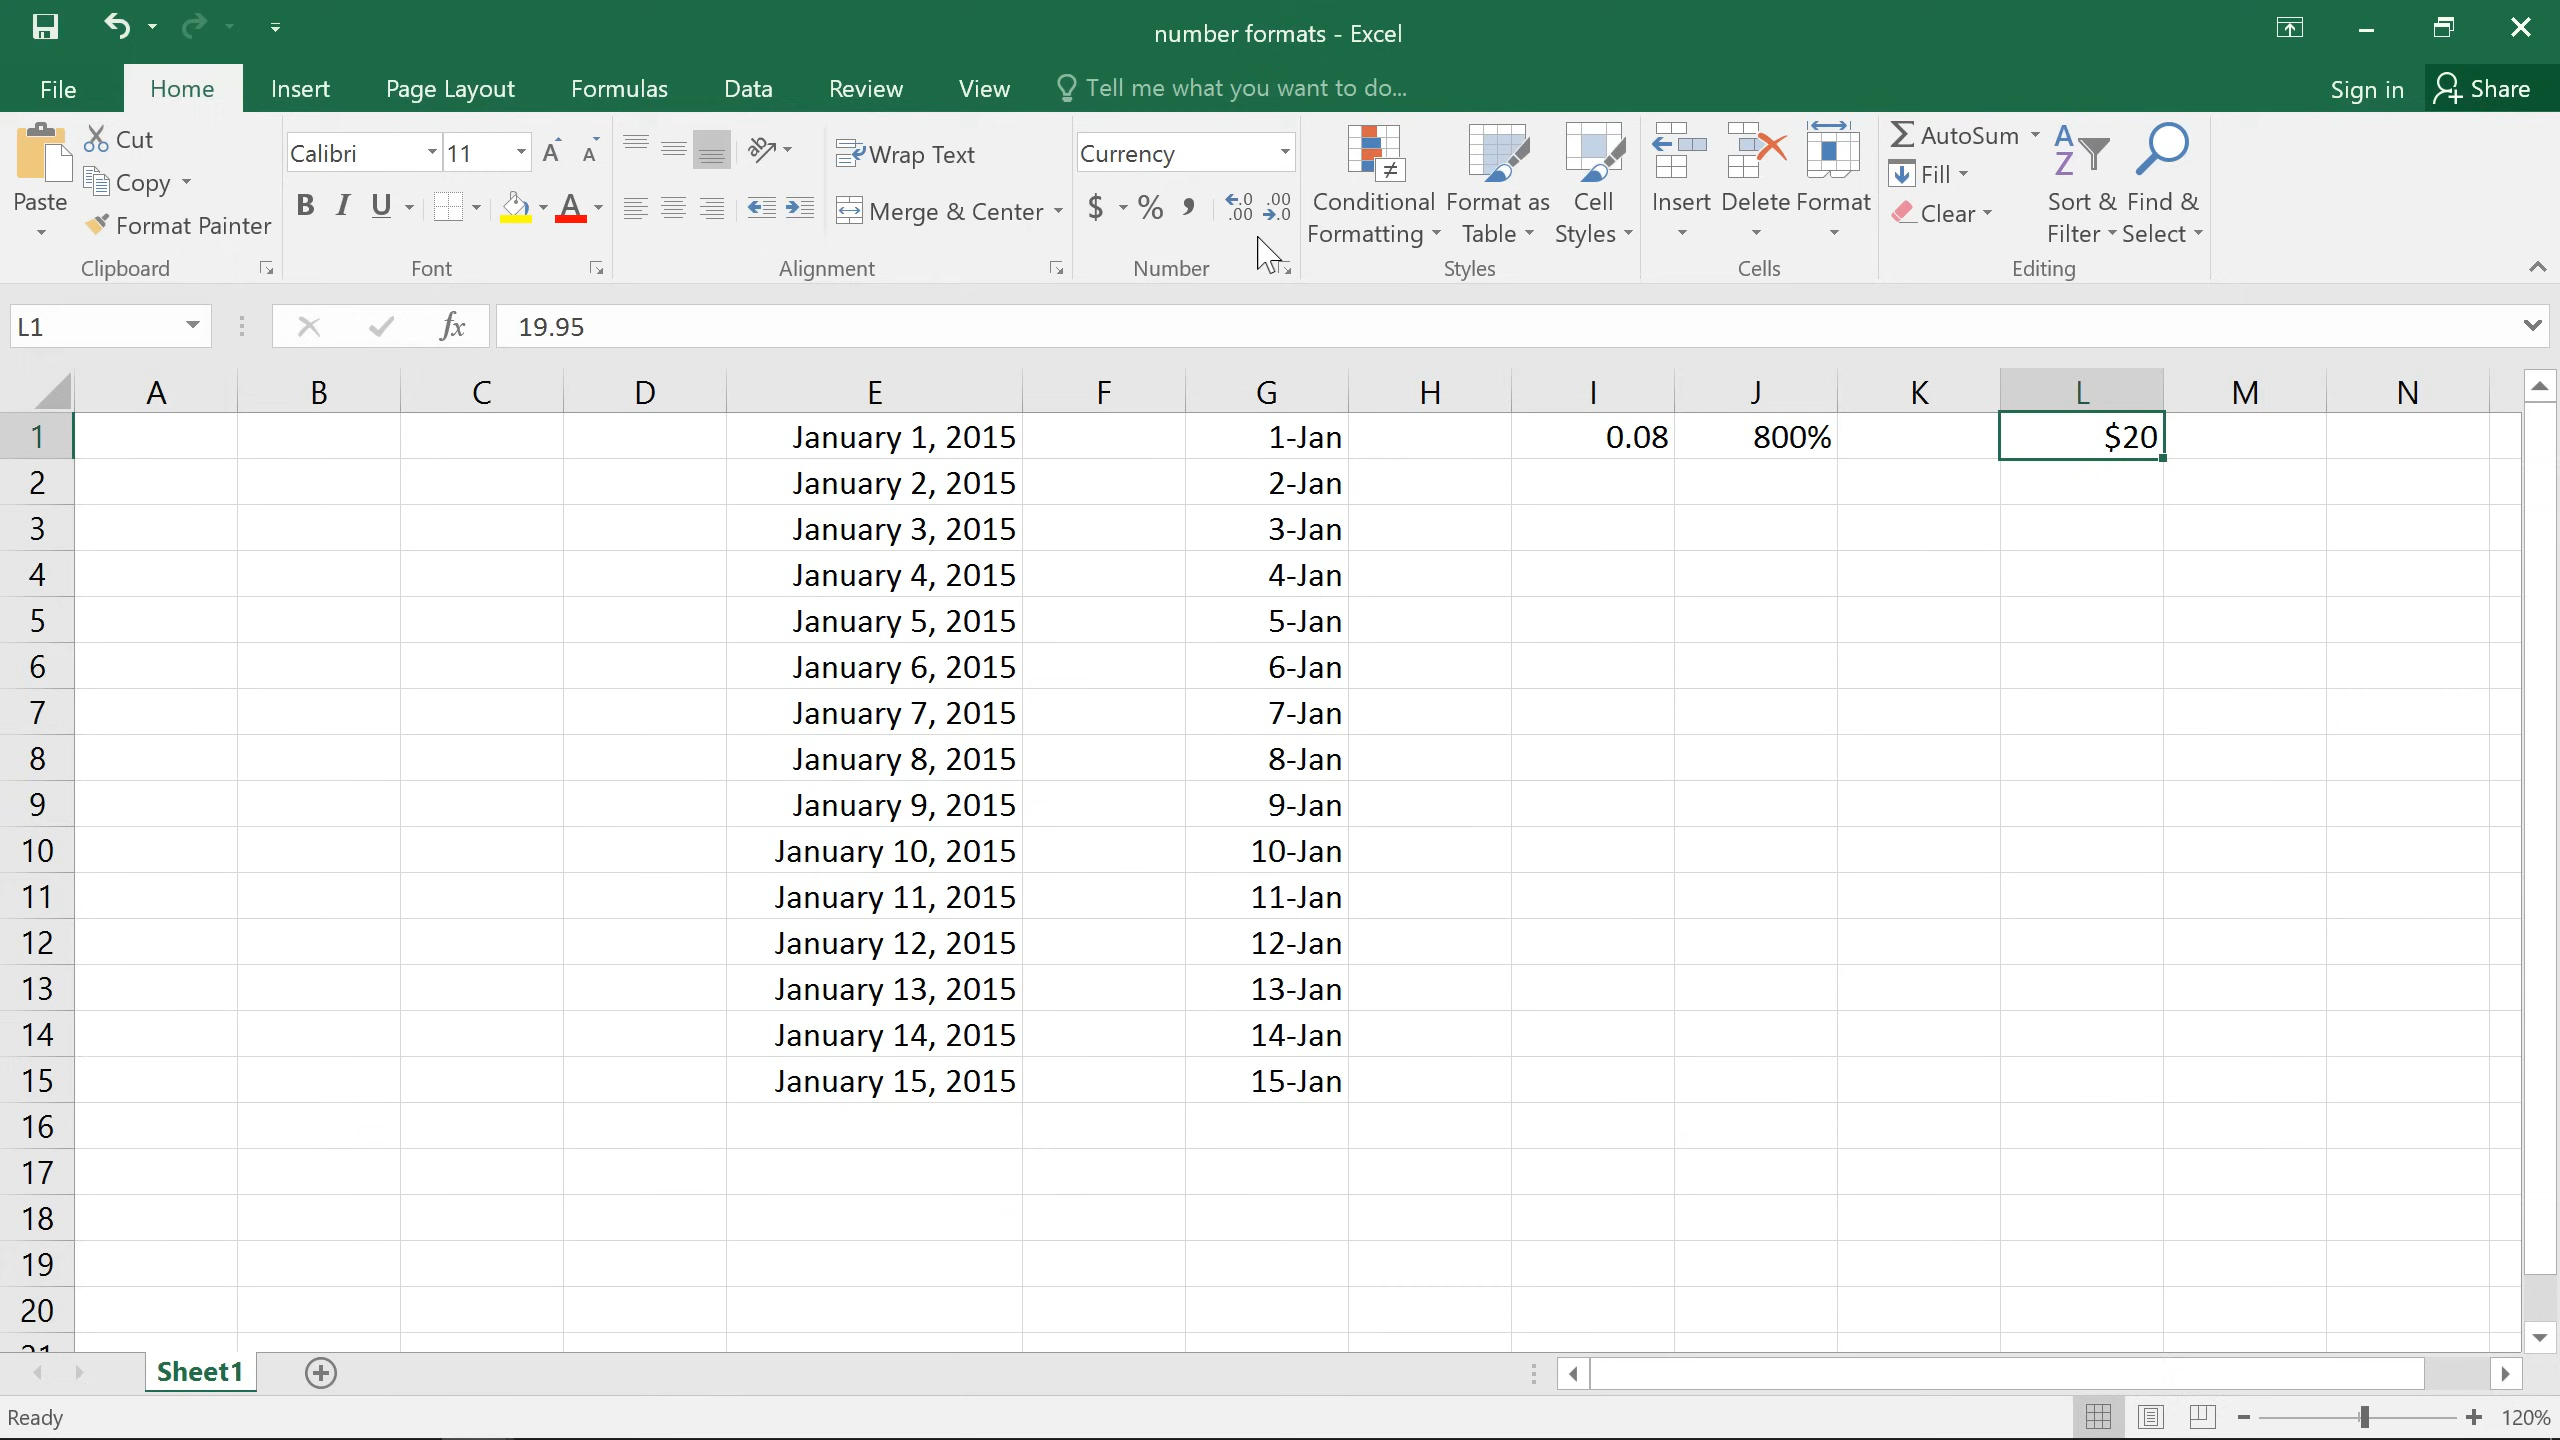 number formats - Excel
File Home Insert Page Layout Formulas Data Review View Tell me what you want to do... Sign in Share
Paste Cut Copy Format Painter Clipboard
Calibri 11 B I U A Font
Wrap Text Merge & Center Alignment
Currency $ % , .00 .0 Number
Conditional Formatting Format as Table Cell Styles Styles
Insert Delete Format Cells
AutoSum Fill Clear Sort & Filter Find & Select Editing
L1 fx 19.95
A B C D E F G H I J K L M N
1 January 1, 2015 1-Jan 0.08 800% $20
2 January 2, 2015 2-Jan
3 January 3, 2015 3-Jan
4 January 4, 2015 4-Jan
5 January 5, 2015 5-Jan
6 January 6, 2015 6-Jan
7 January 7, 2015 7-Jan
8 January 8, 2015 8-Jan
9 January 9, 2015 9-Jan
10 January 10, 2015 10-Jan
11 January 11, 2015 11-Jan
12 January 12, 2015 12-Jan
13 January 13, 2015 13-Jan
14 January 14, 2015 14-Jan
15 January 15, 2015 15-Jan
16
17
18
19
20
21
Sheet1
Ready 120%